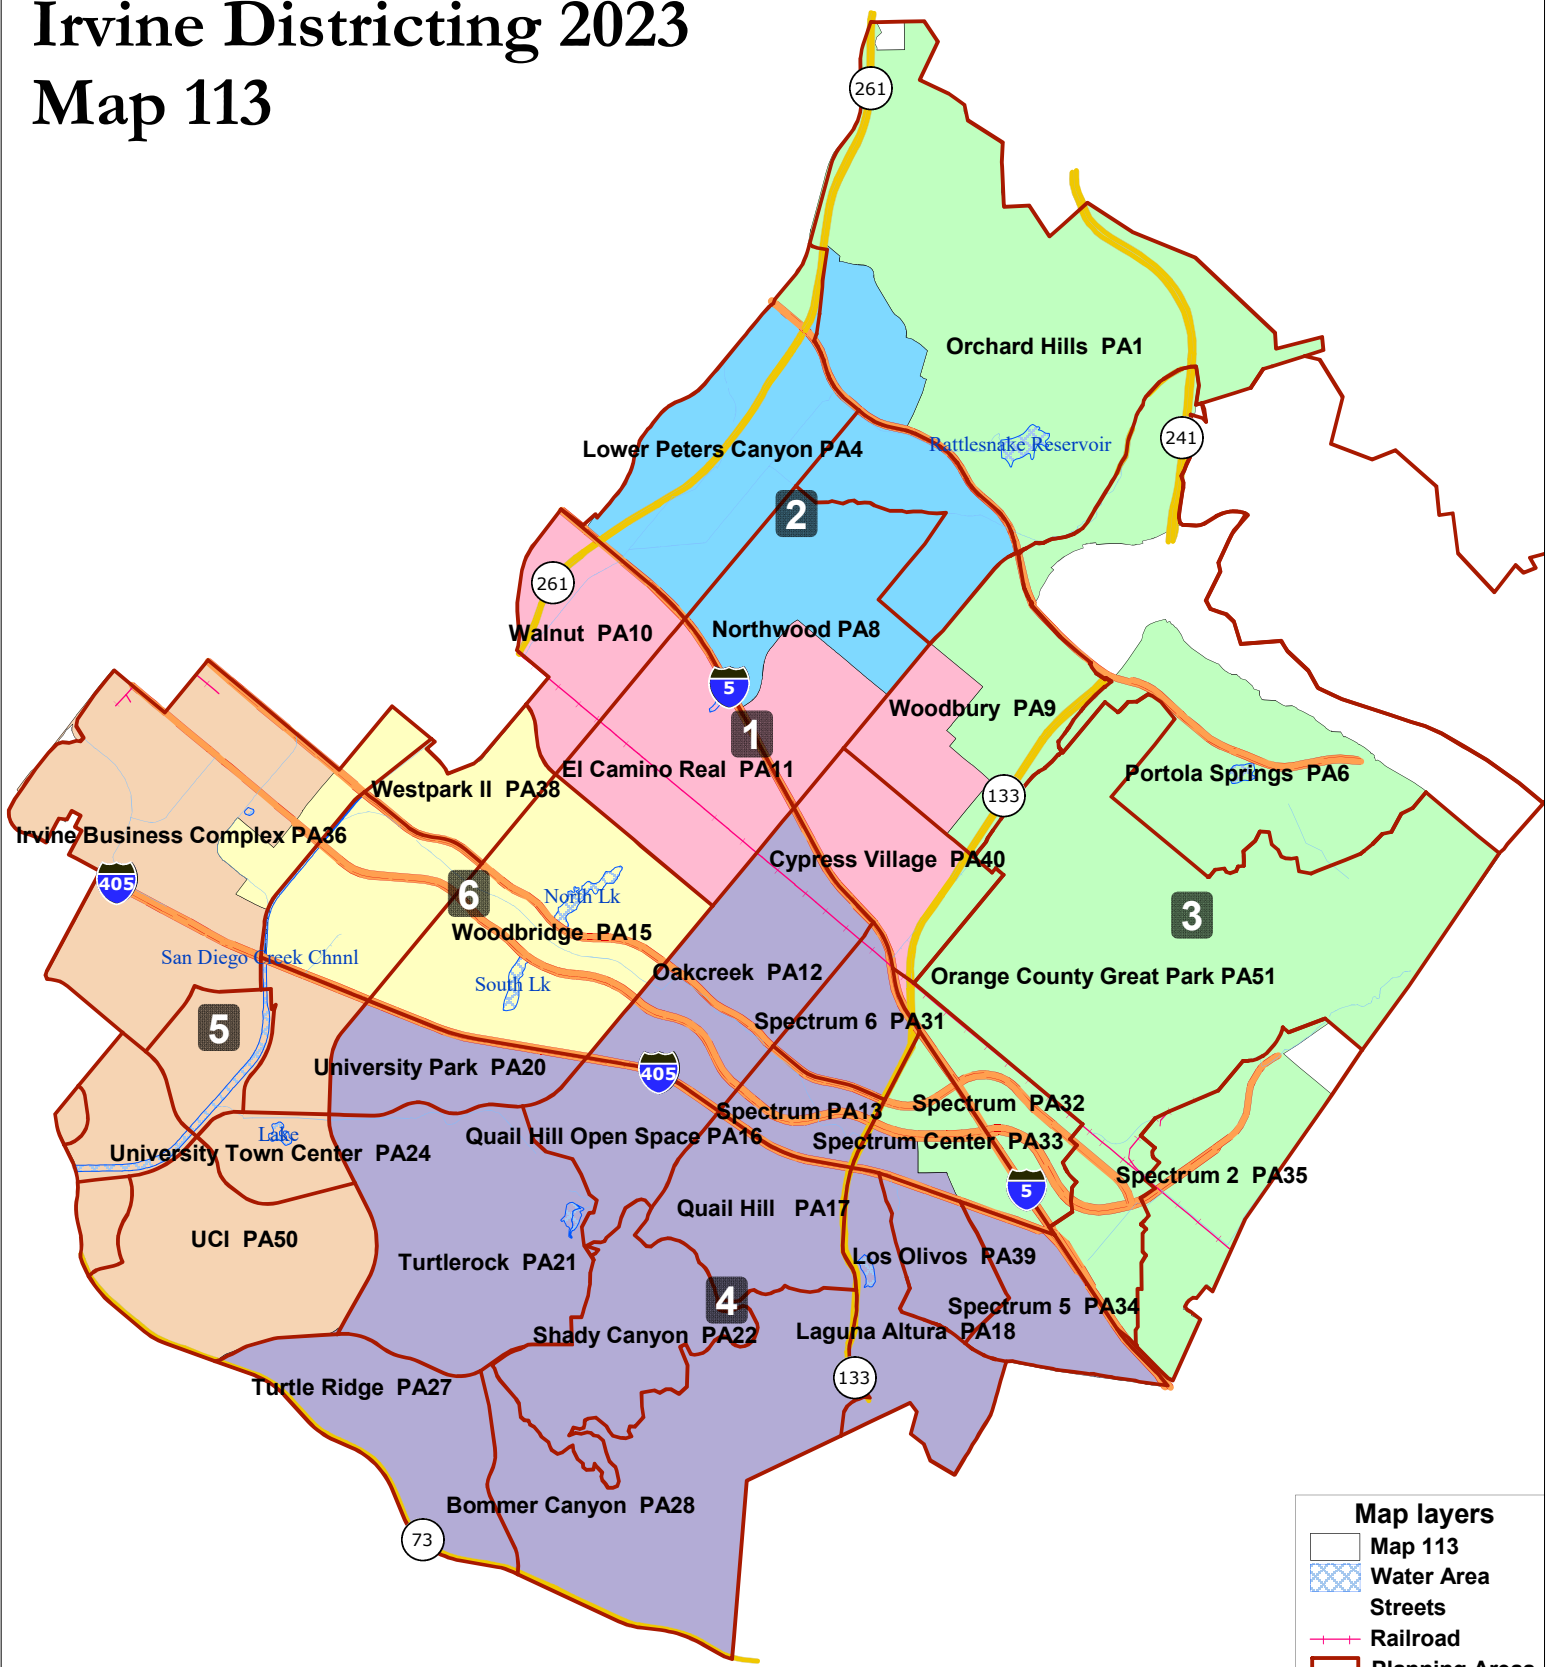 Irvine Districting 2023
Map 113
261
Orchard Hills PA1
241
Rattlesnake Reservoir
Lower Peters Canyon PA4
2
261
Walnut PA10
Northwood PA8
5
Woodbury PA9
1
El Camino Real PA11
Portola Springs PA6
Westpark II PA38
133
Irvine Business Complex PA36
Cypress Village PA40
405
6
North Lk
3
Woodbridge PA15
San Diego Creek Chnnl
Oakcreek PA12
Orange County Great Park PA51
South Lk
5
Spectrum 6 PA31
University Park PA20
405
Spectrum PA13
Spectrum PA32
Lake
Quail Hill Open Space PA16
Spectrum Center PA33
University Town Center PA24
Spectrum 2 PA35
5
Quail Hill PA17
UCI PA50
Turtlerock PA21
Los Olivos PA39
4
Spectrum 5 PA34
Shady Canyon PA22
Laguna Altura PA18
133
Turtle Ridge PA27
Bommer Canyon PA28
73
Map layers
Map 113
Water Area
Streets
Railroad
Planning Areas